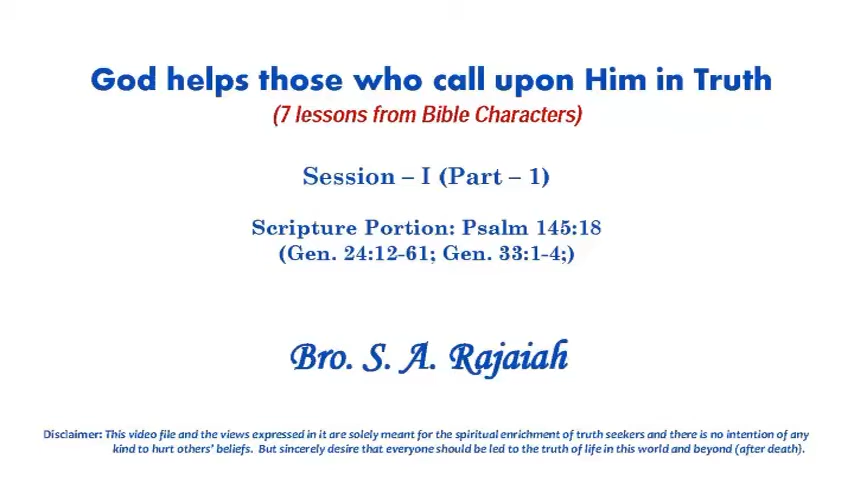 God helps those who call upon Him in Truth
(7 lessons from Bible Characters)
Session – I (Part – 1)
Scripture Portion: Psalm 145:18
(Gen. 24:12-61; Gen. 33:1-4;)
Bro. S. A. Rajaiah
Disclaimer: This video file and the views expressed in it are solely meant for the spiritual enrichment of truth seekers and there is no intention of any
kind to hurt others' beliefs. But sincerely desire that everyone should be led to the truth of life in this world and beyond (after death).